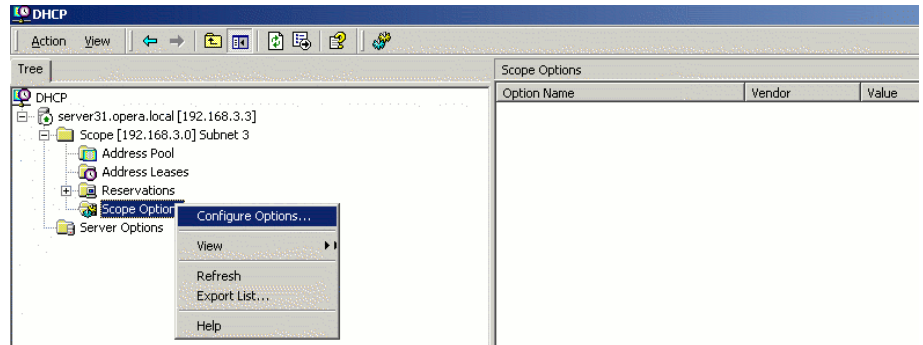 DHCP
Action View
Tree
Scope Options
Option Name Vendor Value
DHCP
server31.opera.local [192.168.3.3]
Scope [192.168.3.0] Subnet 3
Address Pool
Address Leases
Reservations
Scope Option
Server Options
Configure Options...
View
Refresh
Export List...
Help